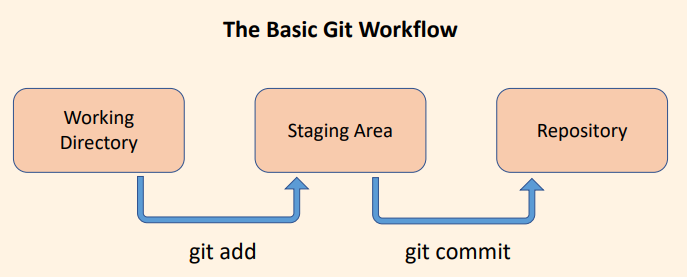 The Basic Git Workflow
Working
Directory
Staging Area
Repository
git add
git commit